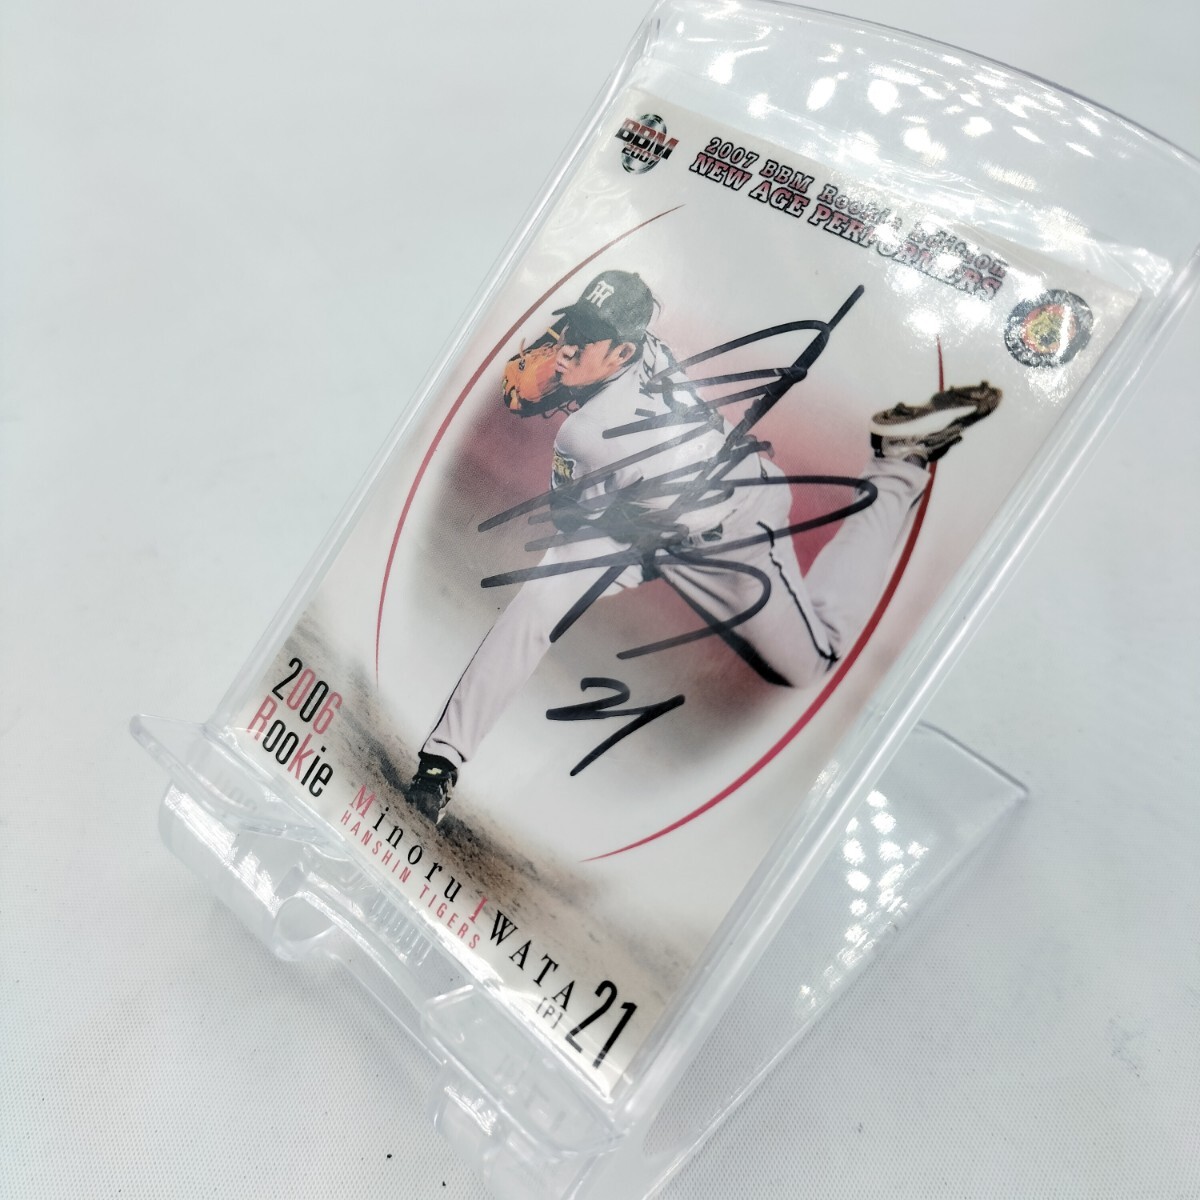 BBM
2007
2007 BBM Rookie Edition
NEW AGE PERFORMERS
21
2006
Rookie
Minoru IWATA
HANSHIN TIGERS
[P] 21